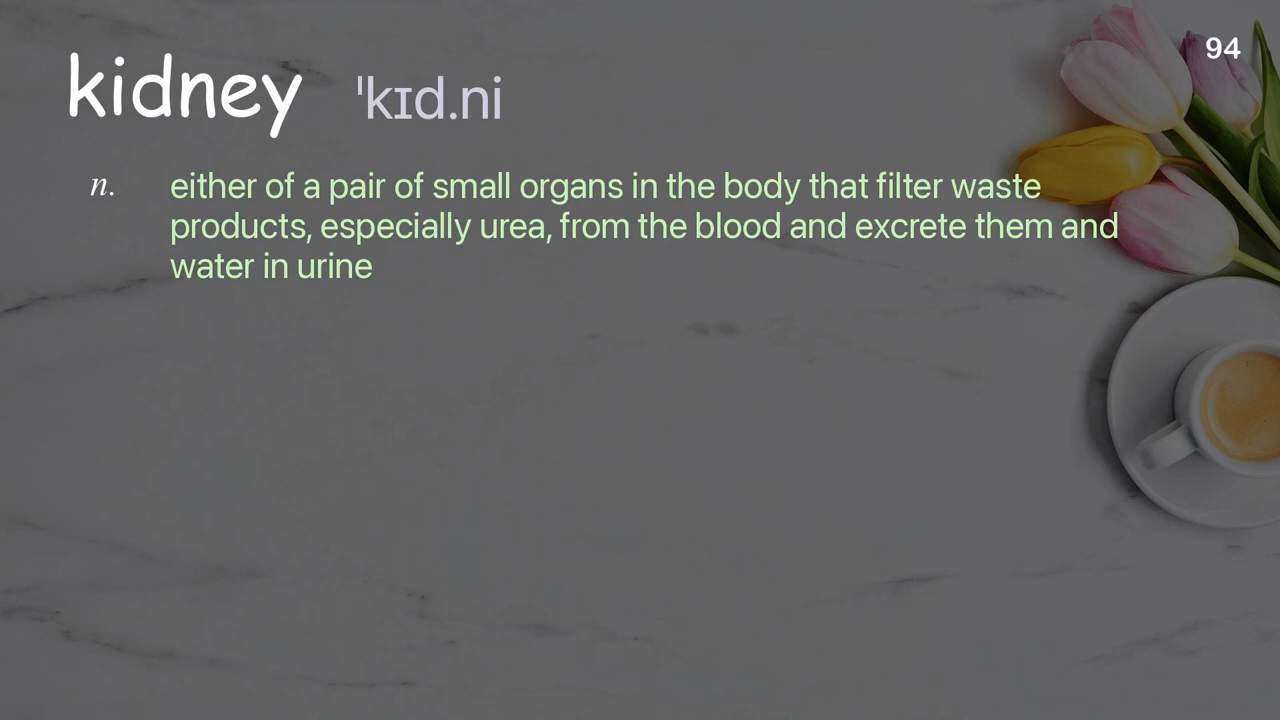 94
kidney ˈkɪd.ni
n. either of a pair of small organs in the body that filter waste
products, especially urea, from the blood and excrete them and
water in urine